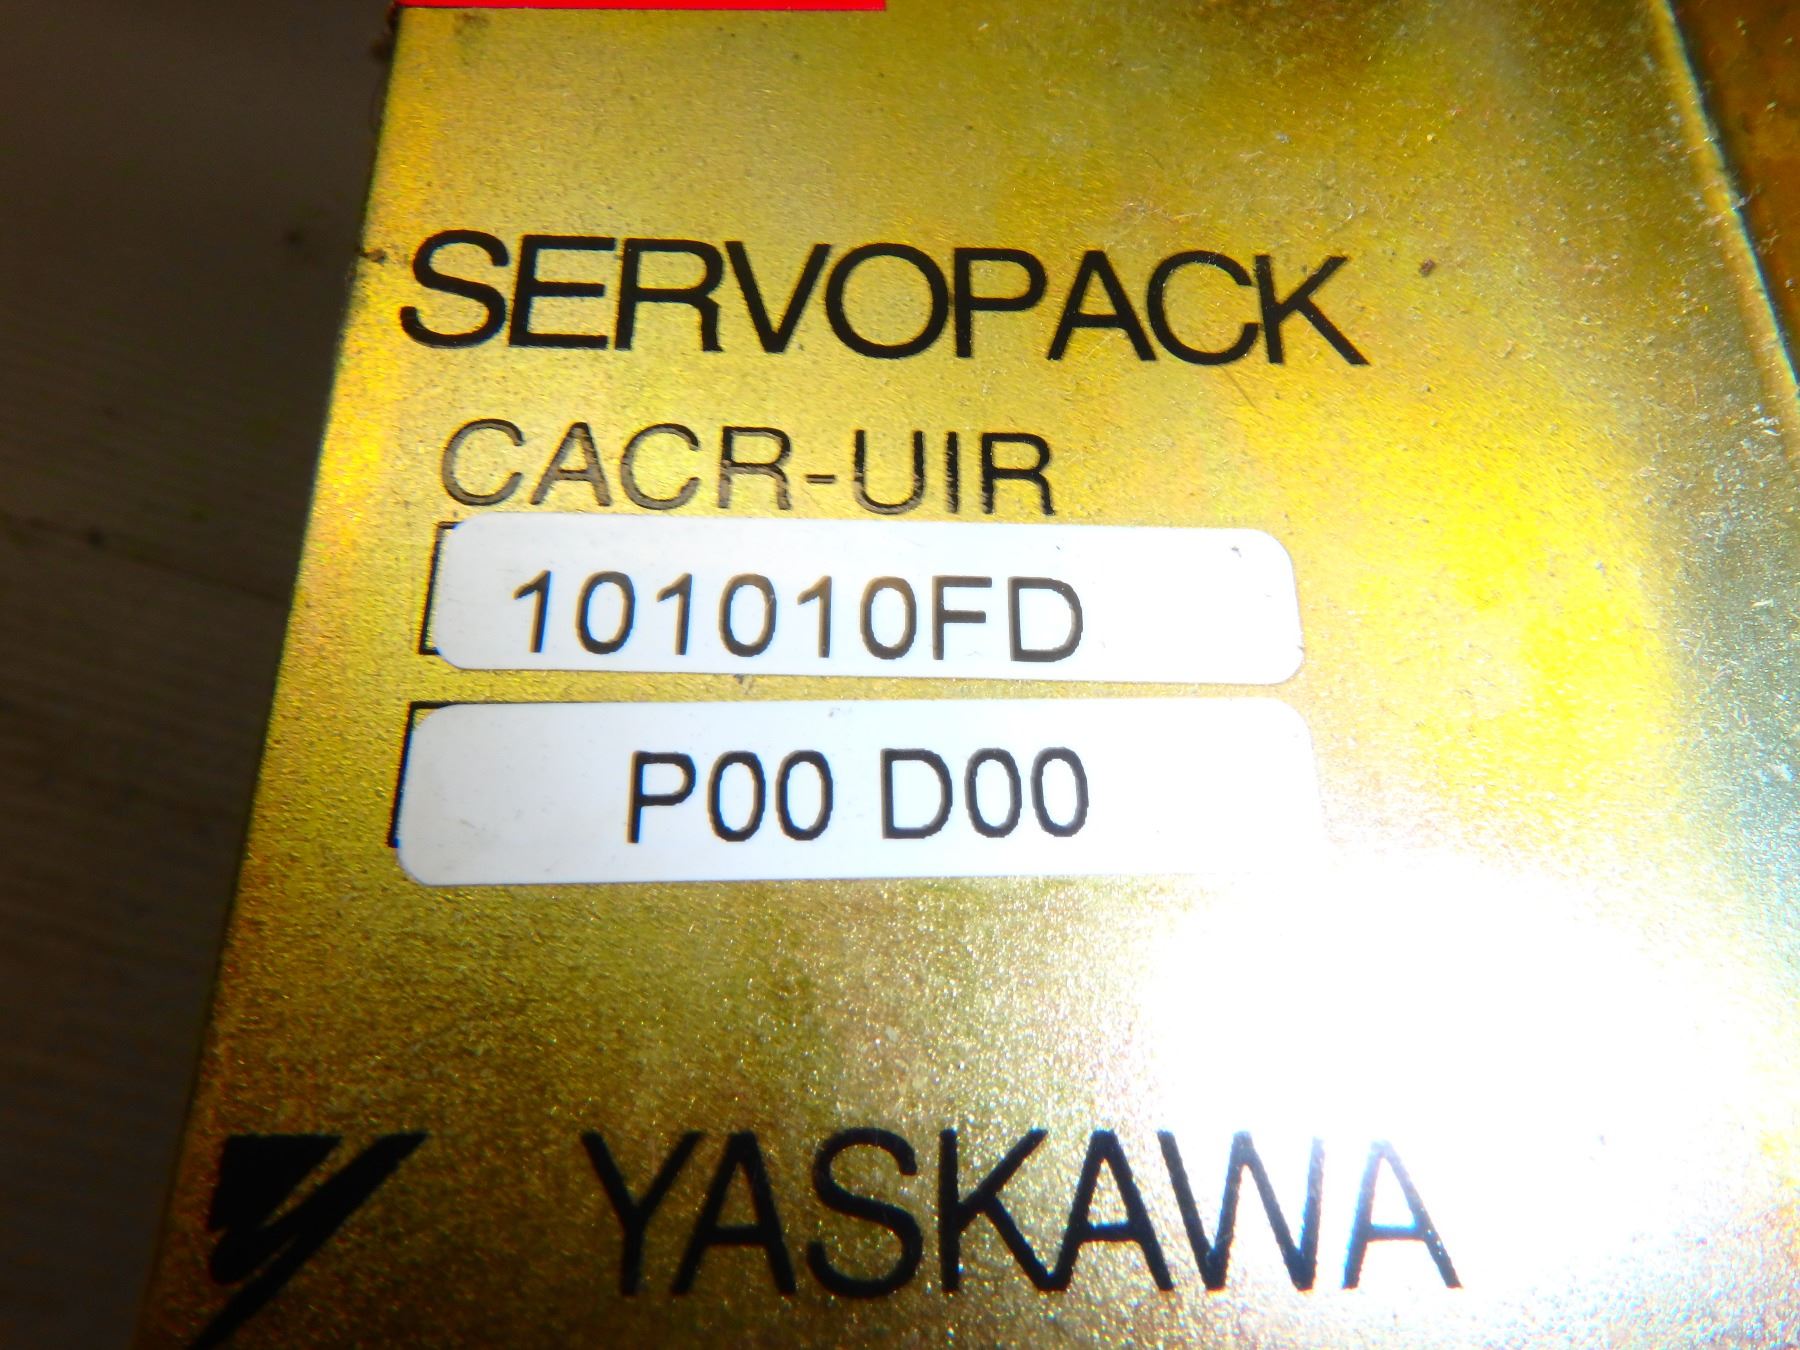 SERVOPACK
CACR-UIR
101010FD
P00 D00
YASKAWA